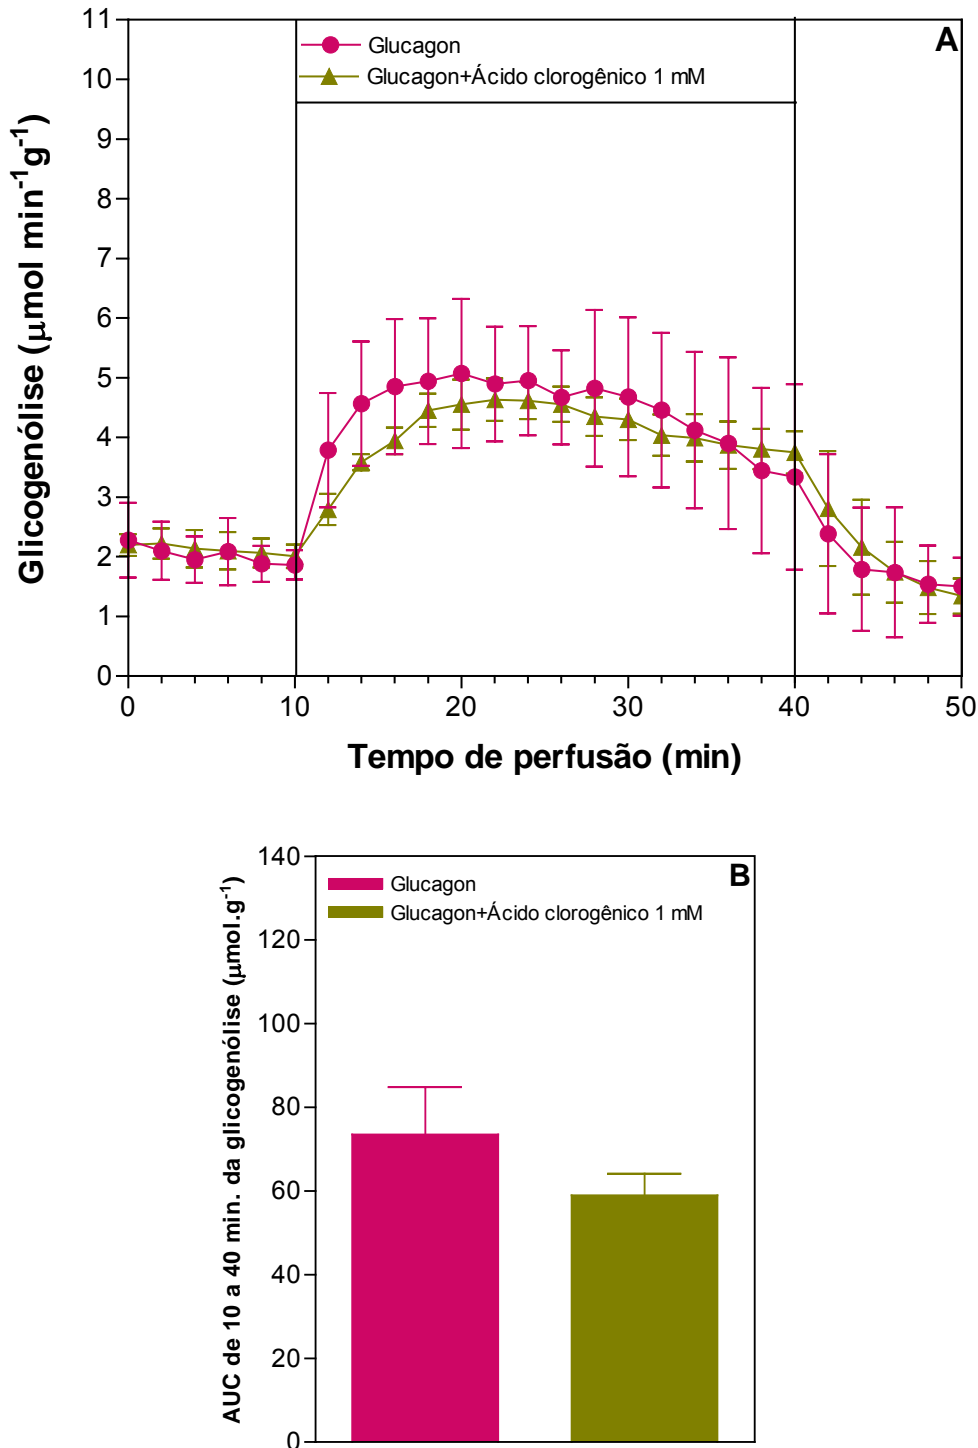 A
Glucagon
Glucagon+Ácido clorogênico 1 mM
Glicogenólise (μmol min⁻¹g⁻¹)
11
10
9
8
7
6
5
4
3
2
1
0
0 10 20 30 40 50
Tempo de perfusão (min)
B
Glucagon
Glucagon+Ácido clorogênico 1 mM
AUC de 10 a 40 min. da glicogenólise (μmol.g⁻¹)
140
120
100
80
60
40
20
0